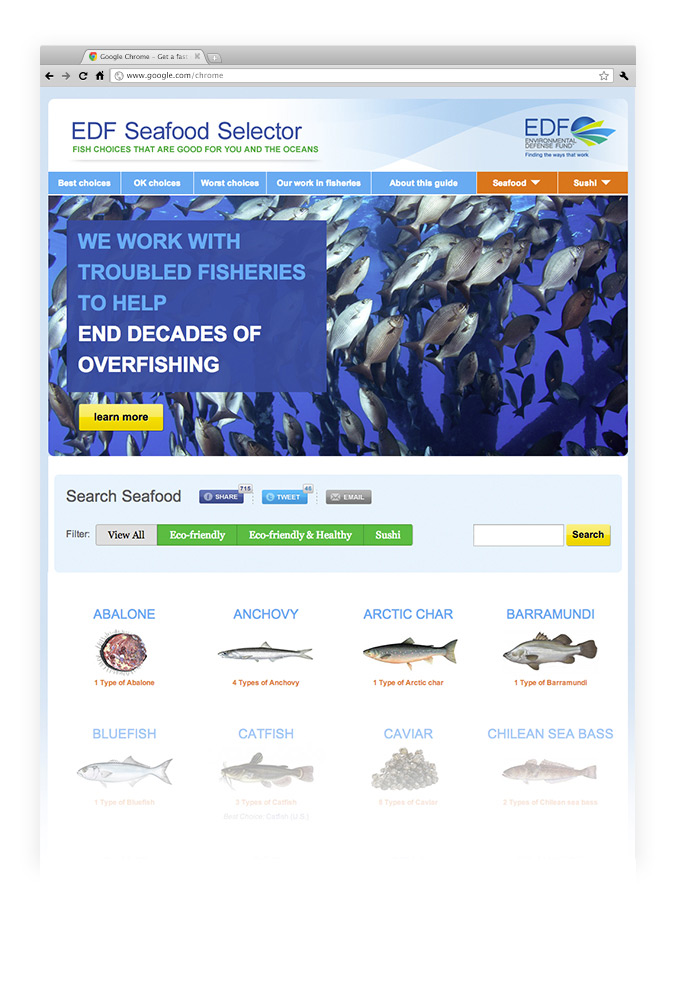 Google Chrome - Get a fast
www.google.com/chrome
EDF Seafood Selector
FISH CHOICES THAT ARE GOOD FOR YOU AND THE OCEANS
EDF
ENVIRONMENTAL
DEFENSE FUND
Finding the ways that work
Best choices OK choices Worst choices Our work in fisheries About this guide Seafood Sushi
WE WORK WITH
TROUBLED FISHERIES
TO HELP
END DECADES OF
OVERFISHING
learn more
Search Seafood SHARE 715 TWEET 45 EMAIL
Filter: View All Eco-friendly Eco-friendly & Healthy Sushi Search
ABALONE ANCHOVY ARCTIC CHAR BARRAMUNDI
1 Type of Abalone 4 Types of Anchovy 1 Type of Arctic char 1 Type of Barramundi
BLUEFISH CATFISH CAVIAR CHILEAN SEA BASS
1 Type of Bluefish 3 Types of Catfish 3 Types of Caviar 2 Types of Chilean sea bass
Best Choice: Catfish (U.S.)